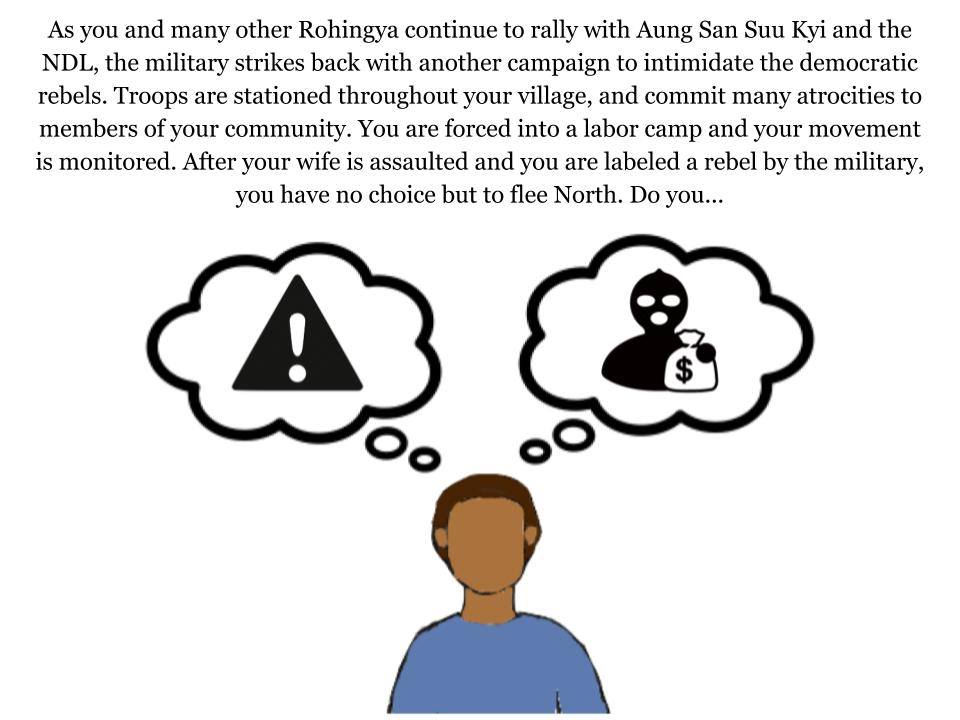 As you and many other Rohingya continue to rally with Aung San Suu Kyi and the
NDL, the military strikes back with another campaign to intimidate the democratic
rebels. Troops are stationed throughout your village, and commit many atrocities to
members of your community. You are forced into a labor camp and your movement
is monitored. After your wife is assaulted and you are labeled a rebel by the military,
you have no choice but to flee North. Do you...
!
$